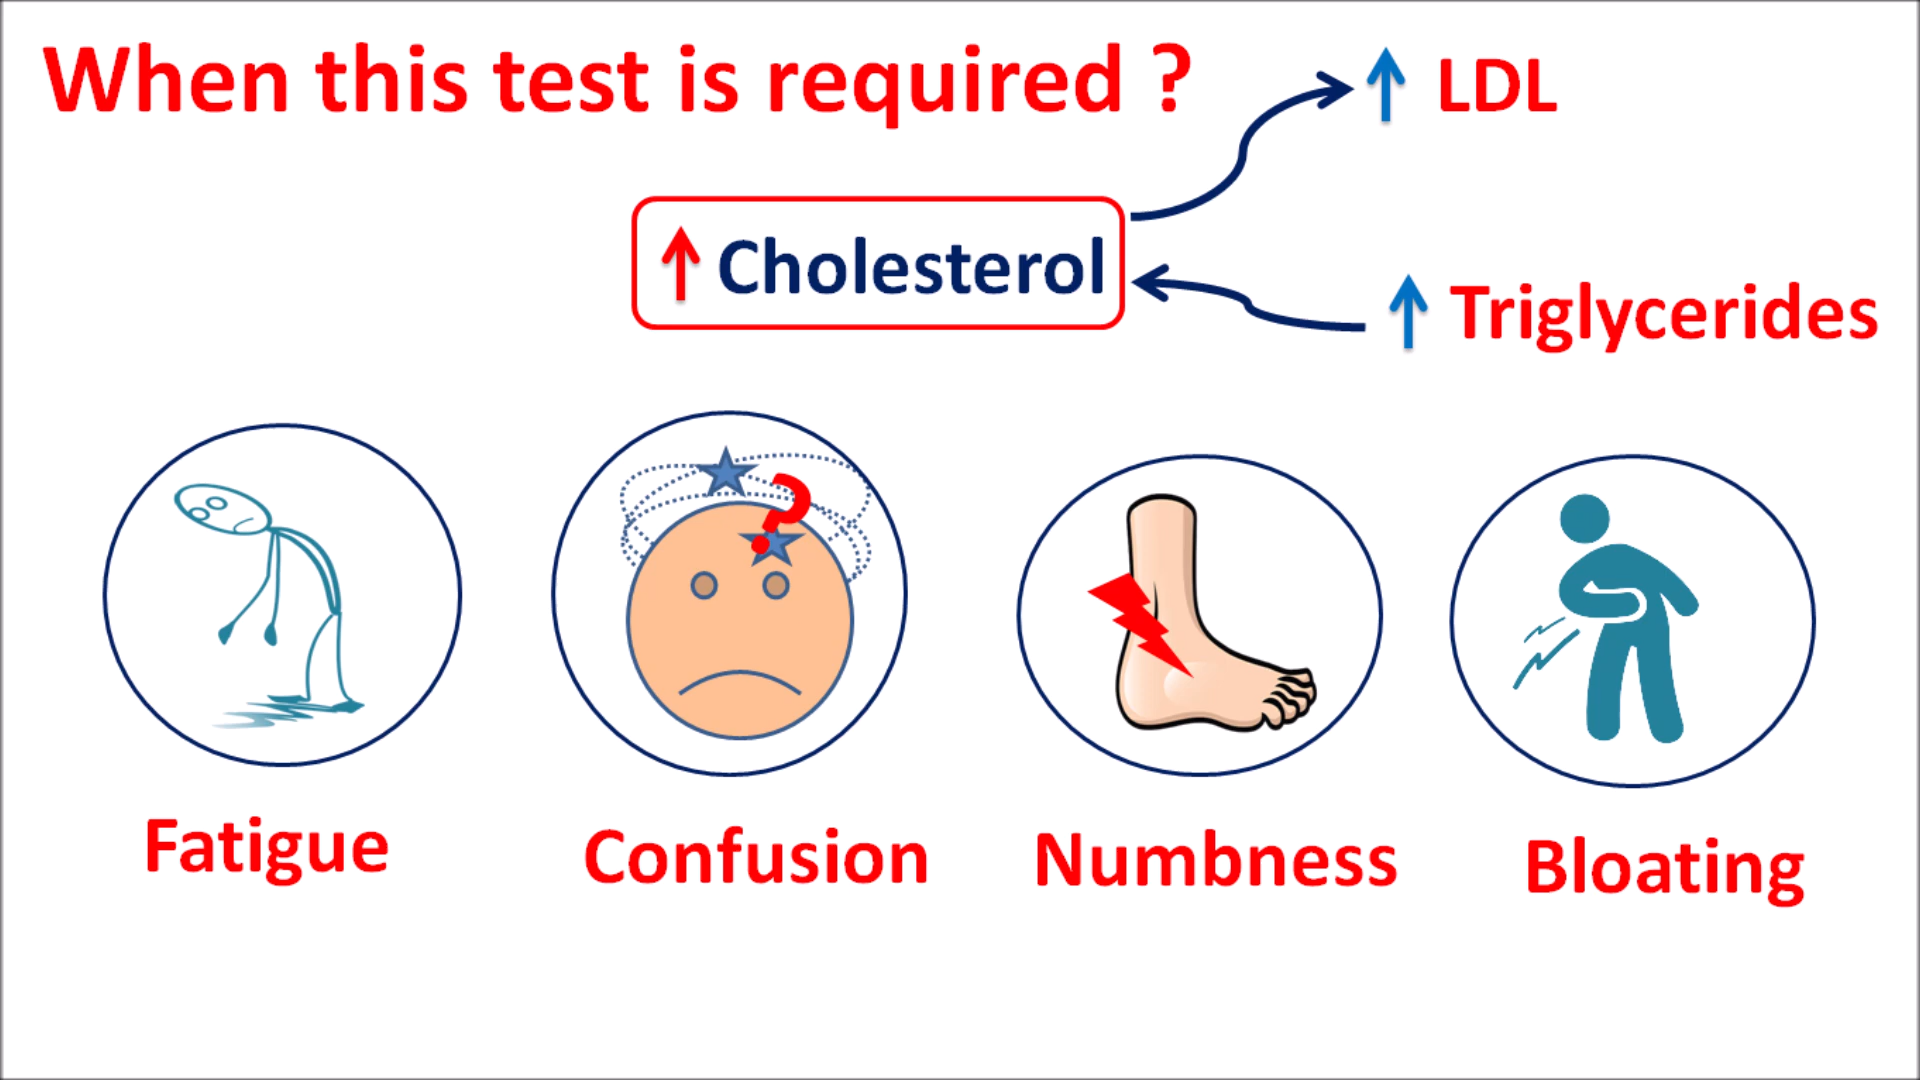 When this test is required ?
↑ LDL
↑ Cholesterol
↑ Triglycerides
?
Fatigue
Confusion
Numbness
Bloating